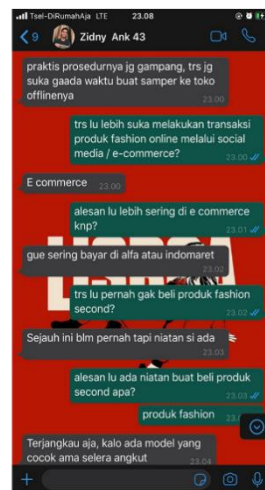 Tsel-DiRumahAja LTE 23.08
9 Zidny Ank 43
praktis prosedurnya jg gampang, trs jg
suka gaada waktu buat samper ke toko
offlinenya 23.00
trs lu lebih suka melakukan transaksi
produk fashion online melalui social
media / e-commerce? 23.00
E commerce 23.00
alesan lu lebih sering di e commerce
knp? 23.01
gue sering bayar di alfa atau indomaret
23.02
trs lu pernah gak beli produk fashion
second? 23.02
Sejauh ini blm pernah tapi niatan si ada
23.03
alesan lu ada niatan buat beli produk
second apa? 23.03
produk fashion
Terjangkau aja, kalo ada model yang
cocok ama selera angkut 23.04